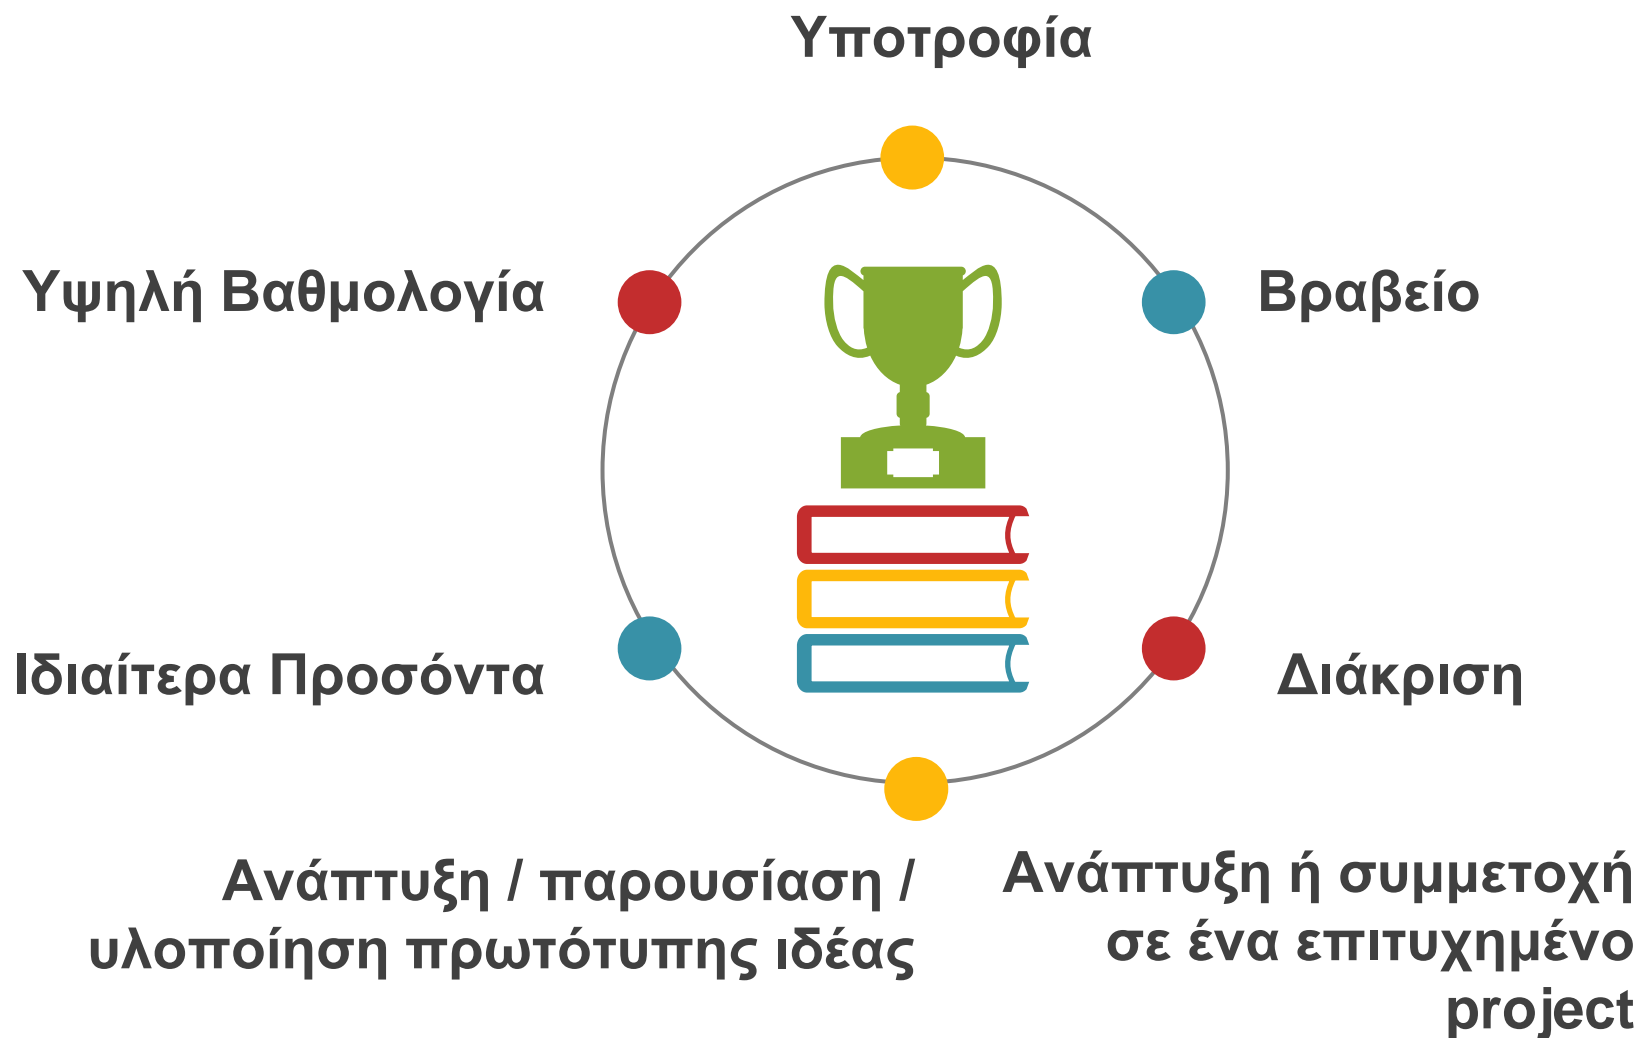 Υποτροφία
Υψηλή Βαθμολογία
Βραβείο
Ιδιαίτερα Προσόντα
Διάκριση
Ανάπτυξη / παρουσίαση /
υλοποίηση πρωτότυπης ιδέας
Ανάπτυξη ή συμμετοχή
σε ένα επιτυχημένο
project